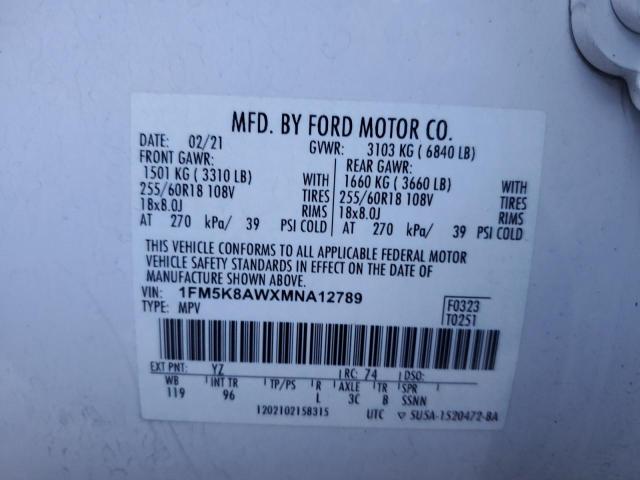 MFD. BY FORD MOTOR CO.
DATE: 02/21 GVWR: 3103 KG ( 6840 LB)
FRONT GAWR: REAR GAWR:
1501 KG ( 3310 LB) WITH 1660 KG ( 3660 LB) WITH
255/60R18 108V TIRES 255/60R18 108V TIRES
18x8.0J RIMS 18x8.0J RIMS
AT 270 kPa/ 39 PSI COLD AT 270 kPa/ 39 PSI COLD
THIS VEHICLE CONFORMS TO ALL APPLICABLE FEDERAL MOTOR
VEHICLE SAFETY STANDARDS IN EFFECT ON THE DATE OF
MANUFACTURE SHOWN ABOVE.
VIN: 1FM5K8AWXMNA12789 F0323
TYPE: MPV T0251
EXT PNT: YZ RC: 74 DSO:
WB INT TR TP/PS R AXLE TR SPR
119 96 L 3C B SSNN
1202102158315 UTC ▽ SU5A-1520472-BA